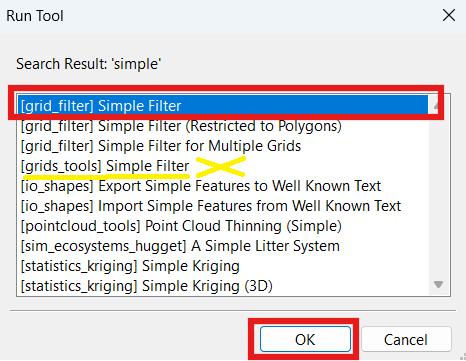 Run Tool
Search Result: 'simple'
[grid_filter] Simple Filter
[grid_filter] Simple Filter (Restricted to Polygons)
[grid_filter] Simple Filter for Multiple Grids
[grids_tools] Simple Filter
[io_shapes] Export Simple Features to Well Known Text
[io_shapes] Import Simple Features from Well Known Text
[pointcloud_tools] Point Cloud Thinning (Simple)
[sim_ecosystems_hugget] A Simple Litter System
[statistics_kriging] Simple Kriging
[statistics_kriging] Simple Kriging (3D)
OK
Cancel